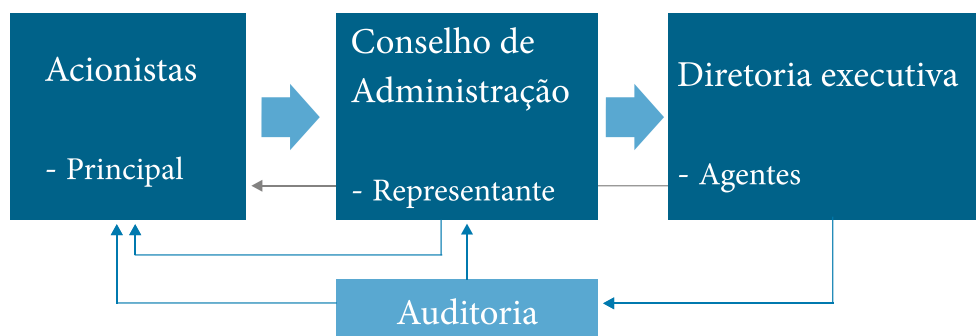 Acionistas
- Principal
Conselho de
Administração
- Representante
Diretoria executiva
- Agentes
Auditoria